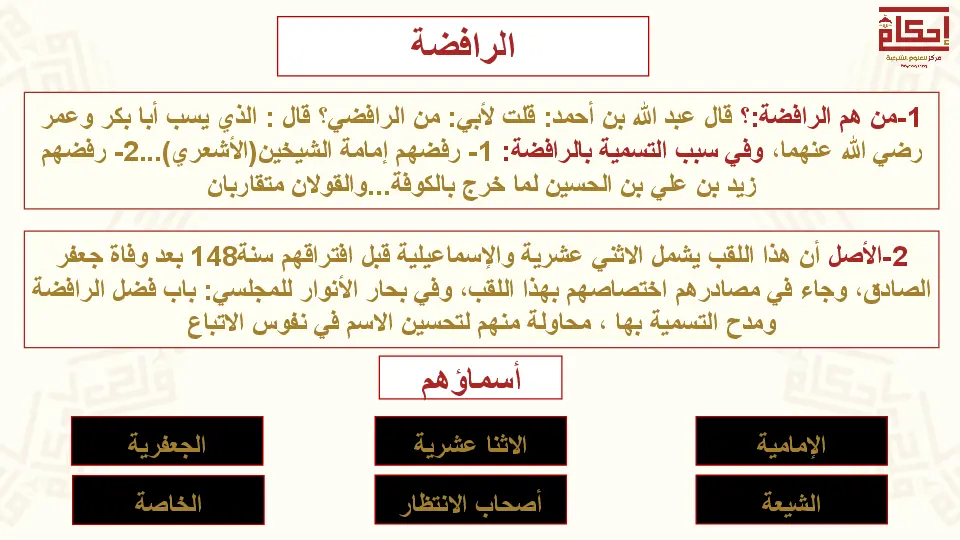 إحكام
مركز للعلوم الشرعية
الرافضة
1-من هم الرافضة:؟ قال عبد الله بن أحمد: قلت لأبي: من الرافضي؟ قال : الذي يسب أبا بكر وعمر
رضي الله عنهما، وفي سبب التسمية بالرافضة: 1- رفضهم إمامة الشيخين(الأشعري)...2- رفضهم
زيد بن علي بن الحسين لما خرج بالكوفة...والقولان متقاربان
2-الأصل أن هذا اللقب يشمل الاثني عشرية والإسماعيلية قبل افتراقهم سنة148 بعد وفاة جعفر
الصادق، وجاء في مصادرهم اختصاصهم بهذا اللقب، وفي بحار الأنوار للمجلسي: باب فضل الرافضة
ومدح التسمية بها ، محاولة منهم لتحسين الاسم في نفوس الاتباع
أسماؤهم
الإمامية
الاثنا عشرية
الجعفرية
الشيعة
أصحاب الانتظار
الخاصة